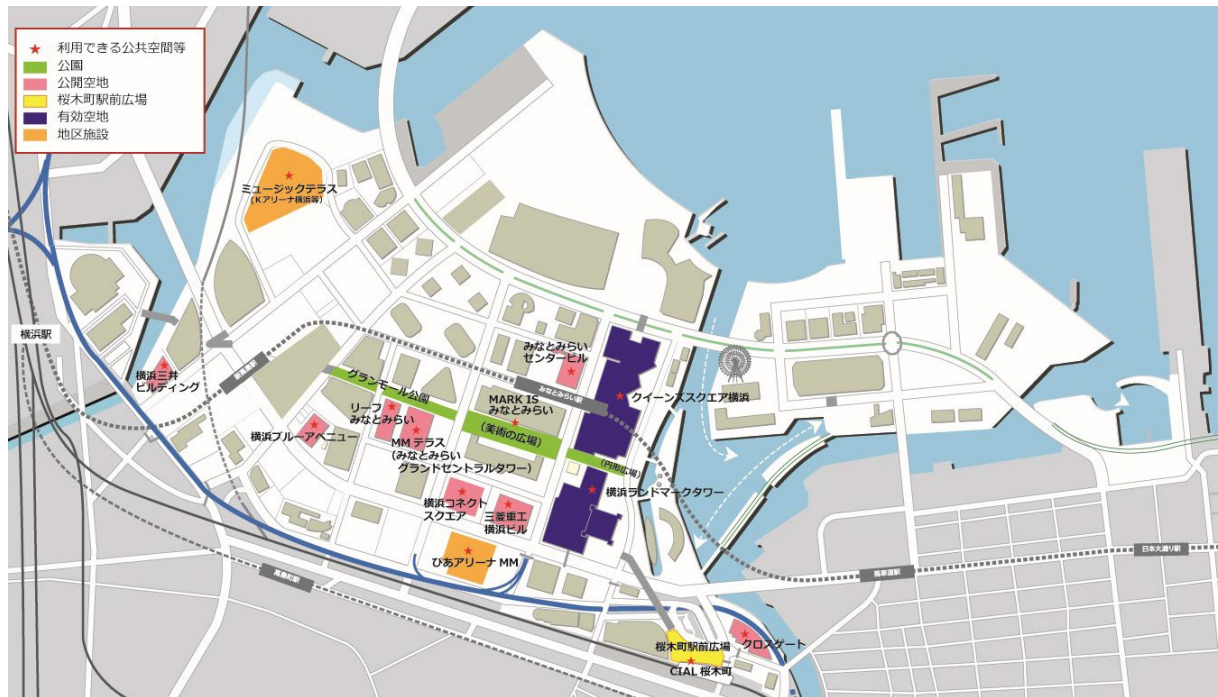 利用できる公共空間等
公園
公開空地
桜木町駅前広場
有効空地
地区施設
ミュージックテラス
(Kアリーナ横浜等)
横浜駅
横浜三井
ビルディング
新高島駅
みなとみらい
センタービル
みなとみらい駅
グランモール公園
MARK IS
みなとみらい
(美術の広場)
クイーンズスクエア横浜
リーフ
みなとみらい
横浜ブルーアベニュー
MMテラス
(みなとみらい
グランドセントラルタワー)
(円形広場)
横浜ランドマークタワー
横浜コネクト
スクエア
三菱重工
横浜ビル
ぴあアリーナ MM
高島町駅
馬車道駅
日本大通り駅
桜木町駅前広場
CIAL 桜木町
クロスゲート